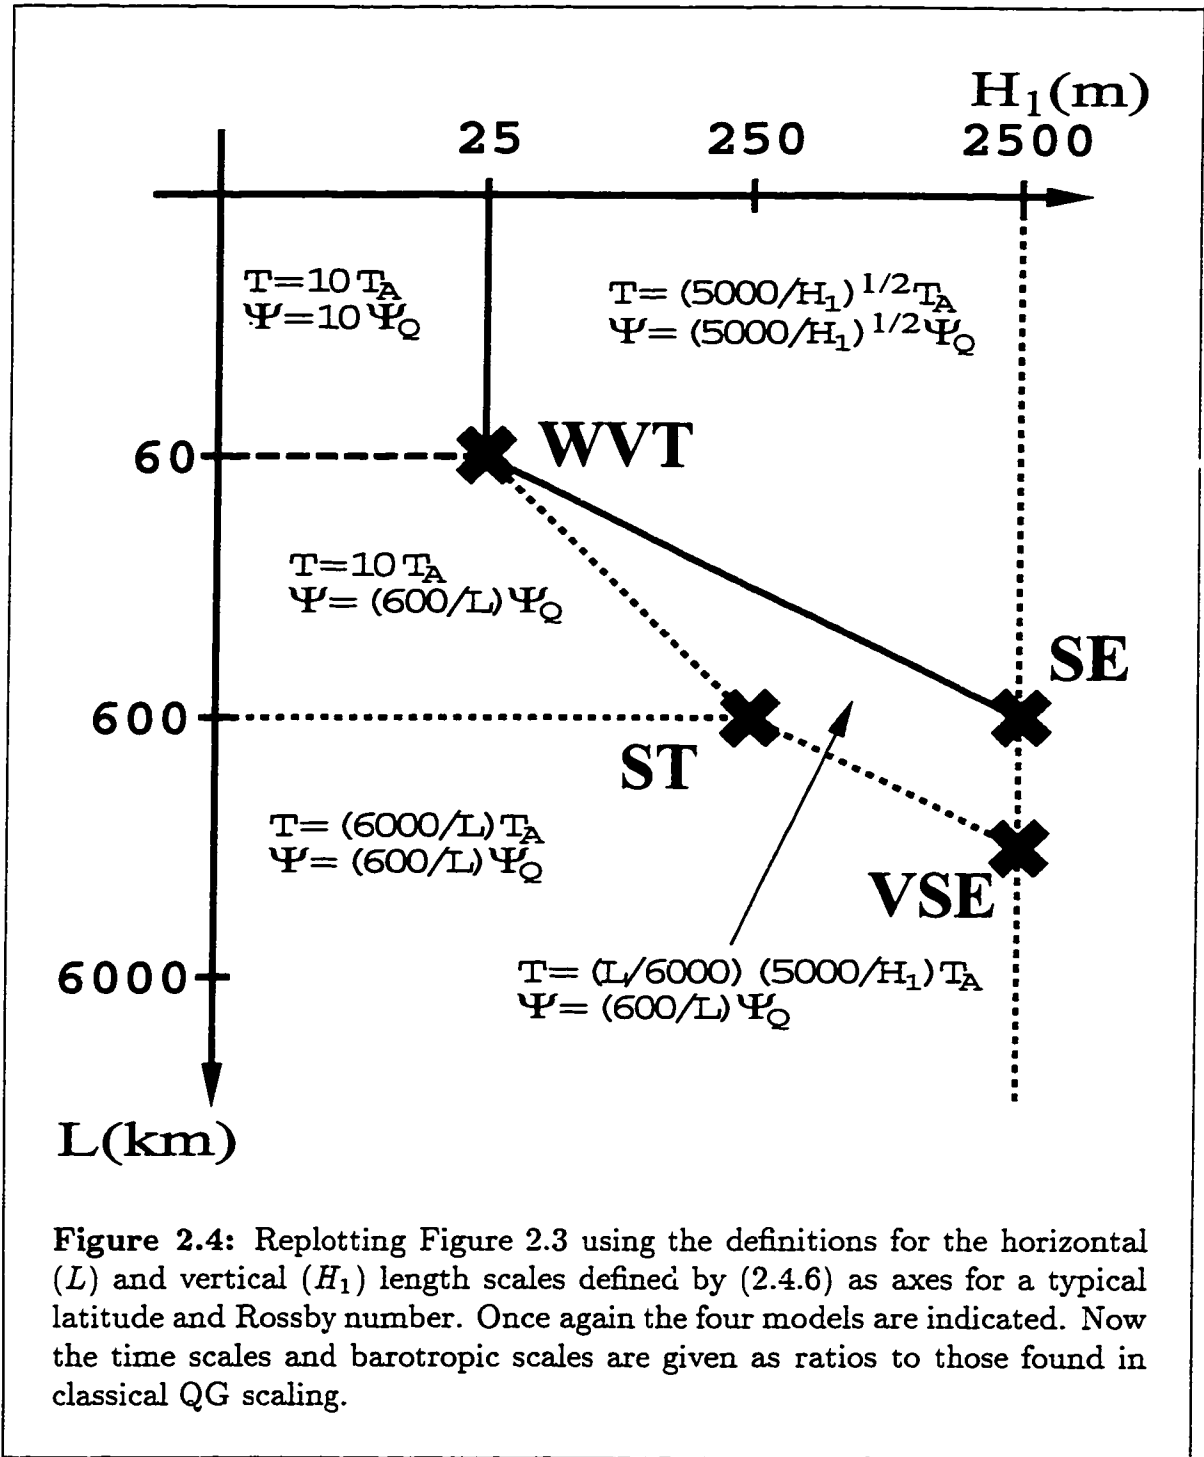 H₁(m)
25 250 2500
T=10 T_A
Ψ=10 Ψ_Q
T= (5000/H₁)^1/2 T_A
Ψ= (5000/H₁)^1/2 Ψ_Q
WVT
60
T=10 T_A
Ψ= (600/L) Ψ_Q
SE
600
ST
T= (6000/L) T_A
Ψ= (600/L) Ψ_Q
VSE
6000
T= (L/6000) (5000/H₁) T_A
Ψ= (600/L) Ψ_Q
L(km)
Figure 2.4: Replotting Figure 2.3 using the definitions for the horizontal
(L) and vertical (H₁) length scales defined by (2.4.6) as axes for a typical
latitude and Rossby number. Once again the four models are indicated. Now
the time scales and barotropic scales are given as ratios to those found in
classical QG scaling.